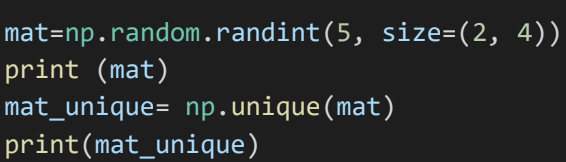 mat=np.random.randint(5, size=(2, 4))
print (mat)
mat_unique= np.unique(mat)
print(mat_unique)